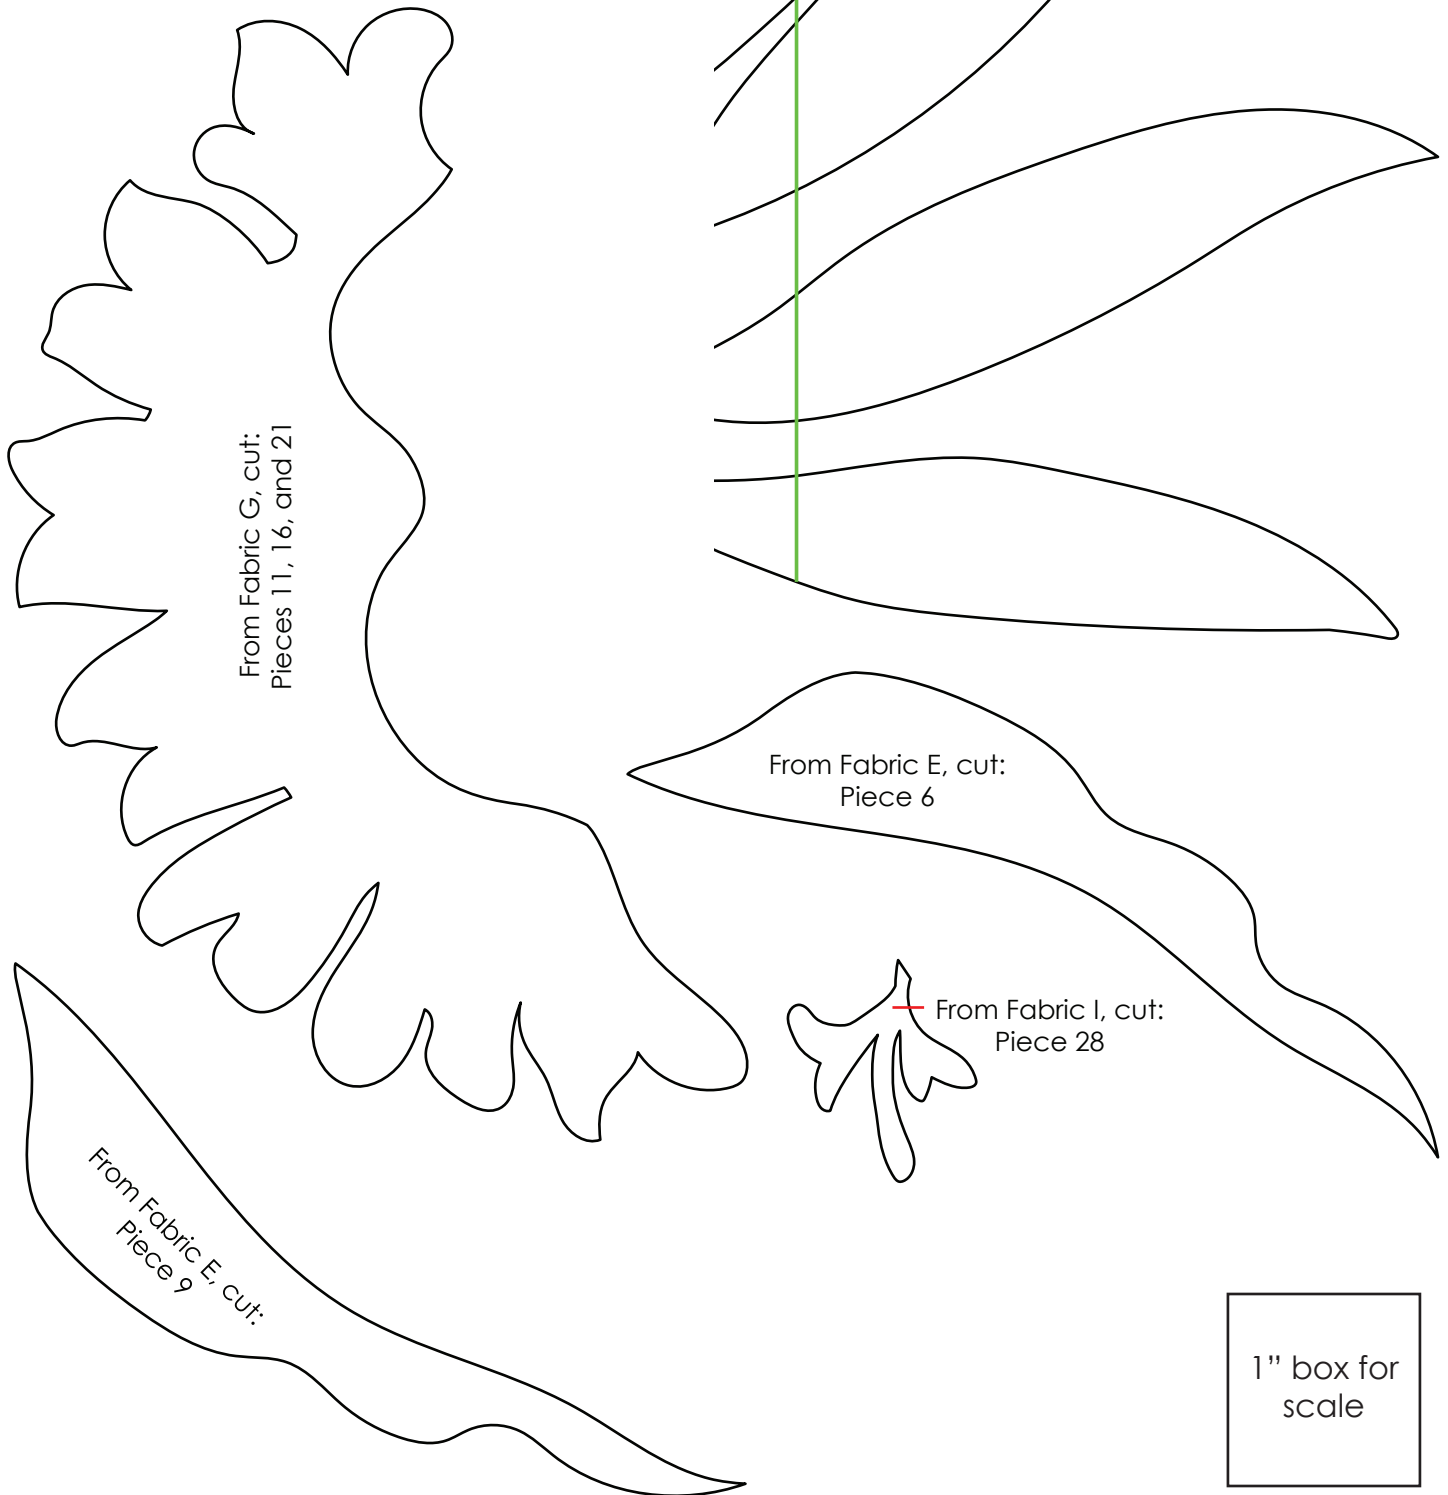 From Fabric G, cut:
Pieces 11, 16, and 21
From Fabric E, cut:
Piece 6
From Fabric I, cut:
Piece 28
From Fabric E, cut:
Piece 9
1” box for
scale